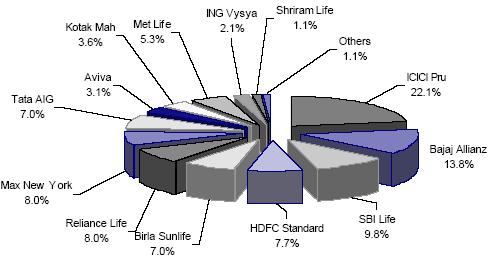 ING Vysya
2.1%
Shriram Life
1.1%
Met Life
5.3%
Kotak Mah
3.6%
Others
1.1%
Aviva
3.1%
ICICI Pru
22.1%
Tata AIG
7.0%
Bajaj Allianz
13.8%
Max New York
8.0%
Reliance Life
8.0%
Birla Sunlife
7.0%
HDFC Standard
7.7%
SBI Life
9.8%